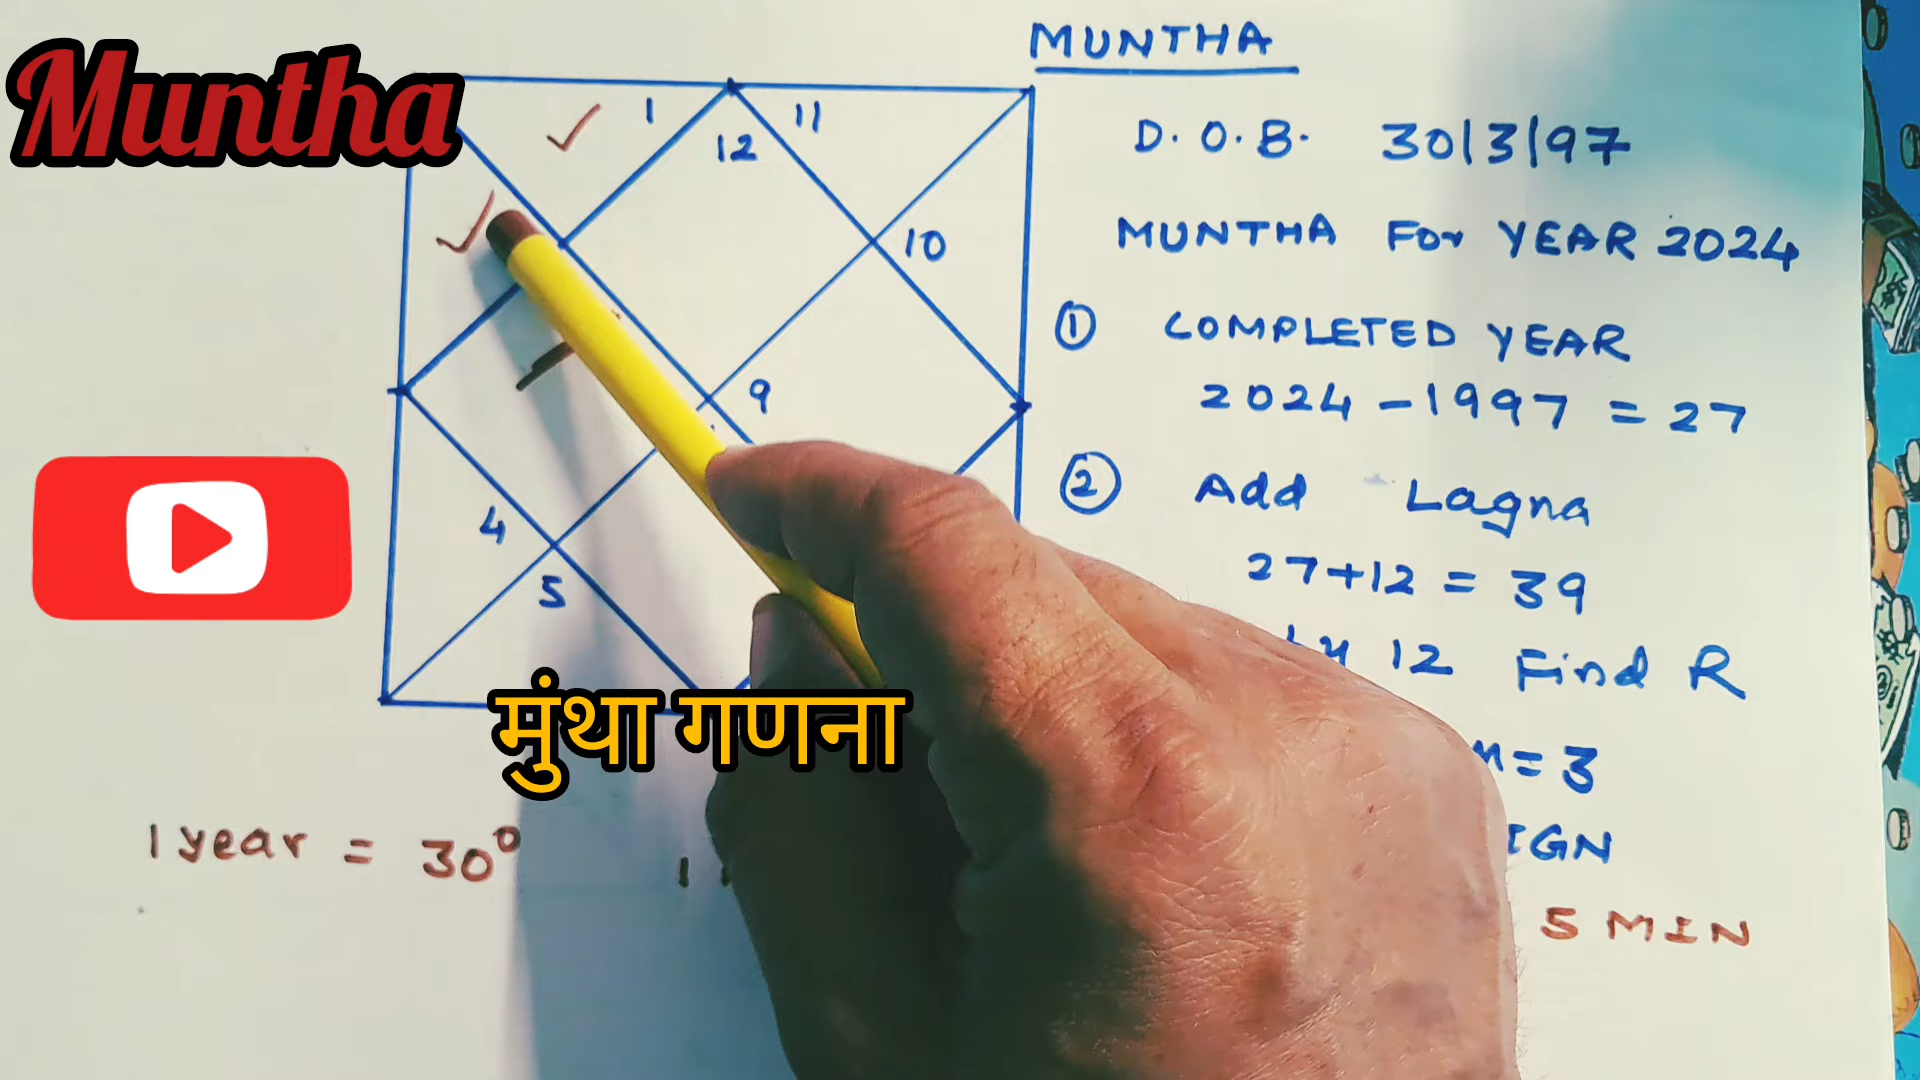 Muntha
MUNTHA
1 11
12
D.O.B. 30/3/97
10
MUNTHA For YEAR 2024
① COMPLETED YEAR
2024 - 1997 = 27
9
② Add Lagna
4
5
27+12 = 39
12 Find R
मुंथा गणना
= 3
1 year = 30°
5 MIN